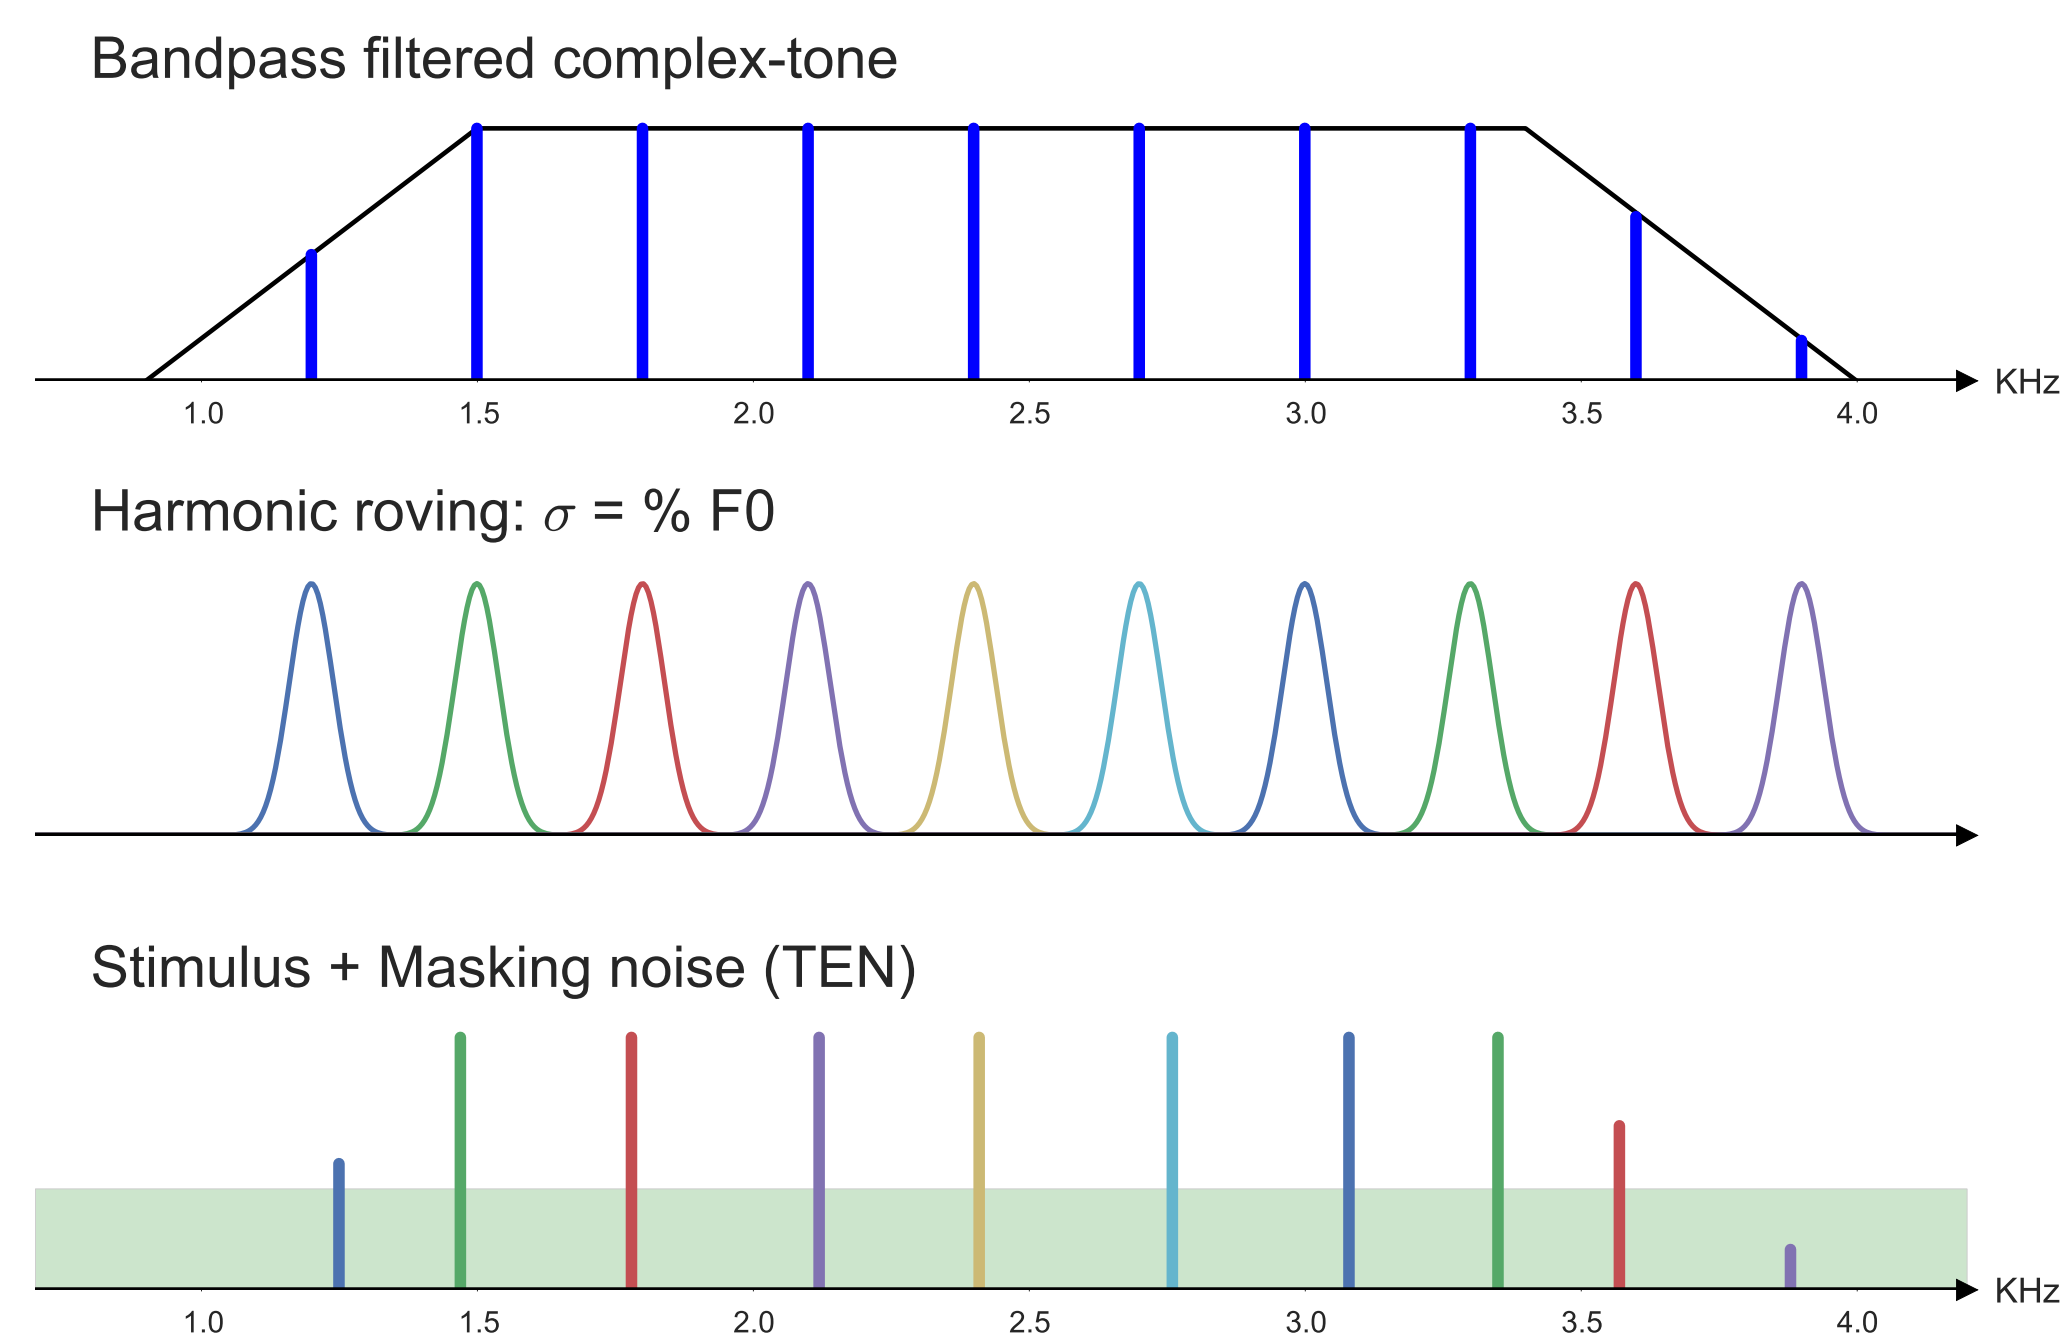 Bandpass filtered complex-tone
KHz
1.0 1.5 2.0 2.5 3.0 3.5 4.0
Harmonic roving: σ = % F0
Stimulus + Masking noise (TEN)
KHz
1.0 1.5 2.0 2.5 3.0 3.5 4.0